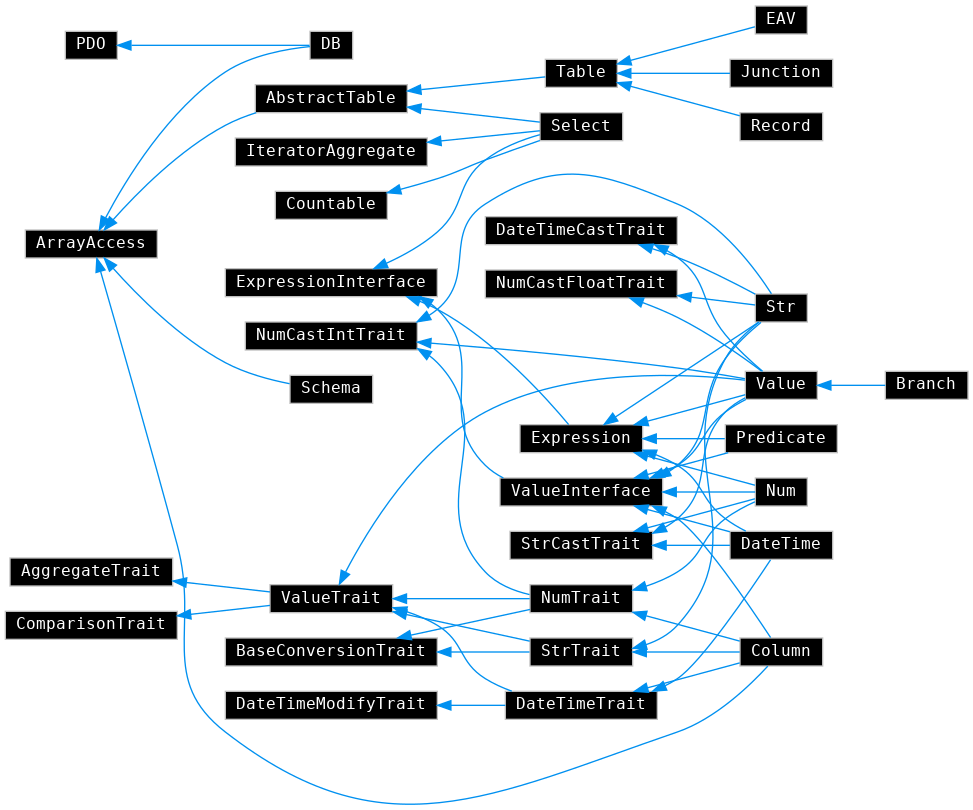 EAV
PDO
DB
Table
Junction
AbstractTable
Select
Record
IteratorAggregate
Countable
DateTimeCastTrait
ArrayAccess
ExpressionInterface
NumCastFloatTrait
Str
NumCastIntTrait
Schema
Value
Branch
Expression
Predicate
ValueInterface
Num
StrCastTrait
DateTime
AggregateTrait
ValueTrait
NumTrait
ComparisonTrait
BaseConversionTrait
StrTrait
Column
DateTimeModifyTrait
DateTimeTrait